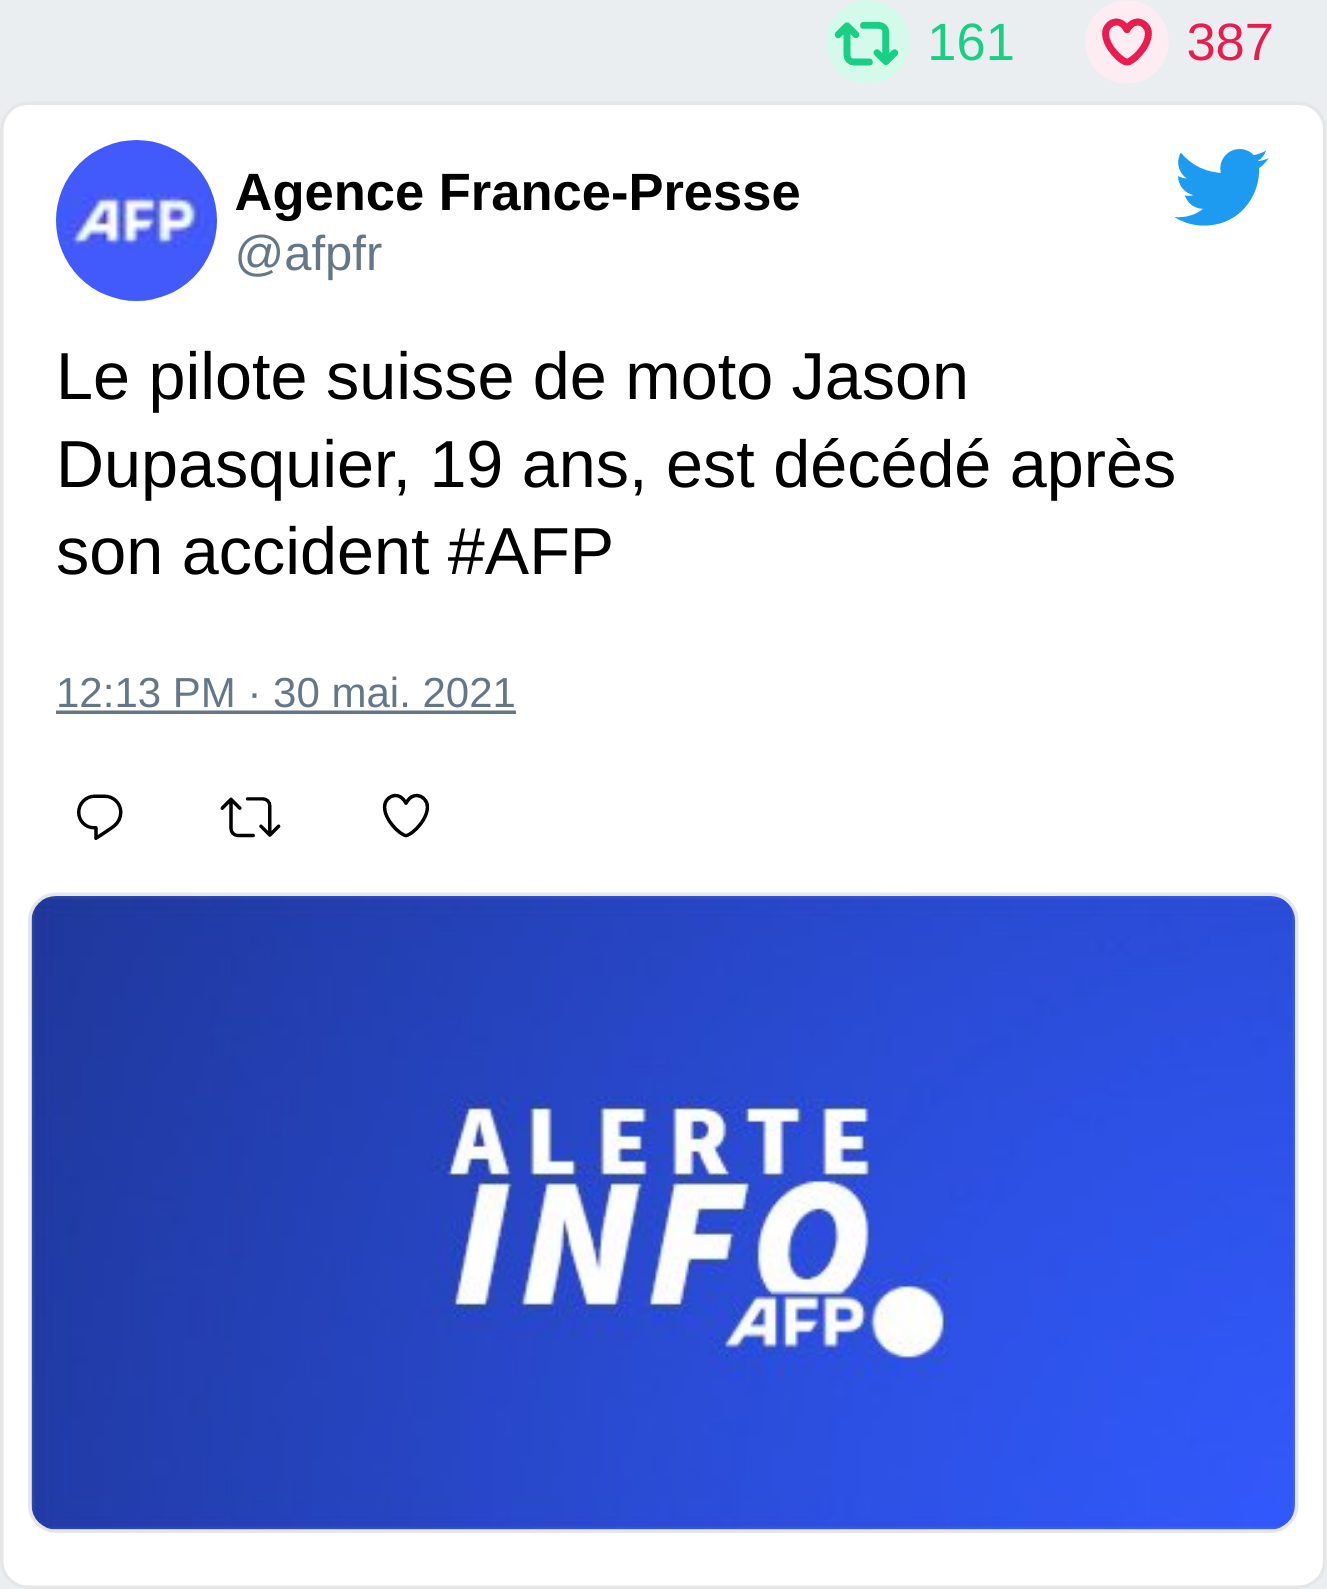 161 387
AFP
Agence France-Presse
@afpfr
Le pilote suisse de moto Jason
Dupasquier, 19 ans, est décédé après
son accident #AFP
12:13 PM · 30 mai. 2021
ALERTE
INFO
AFP